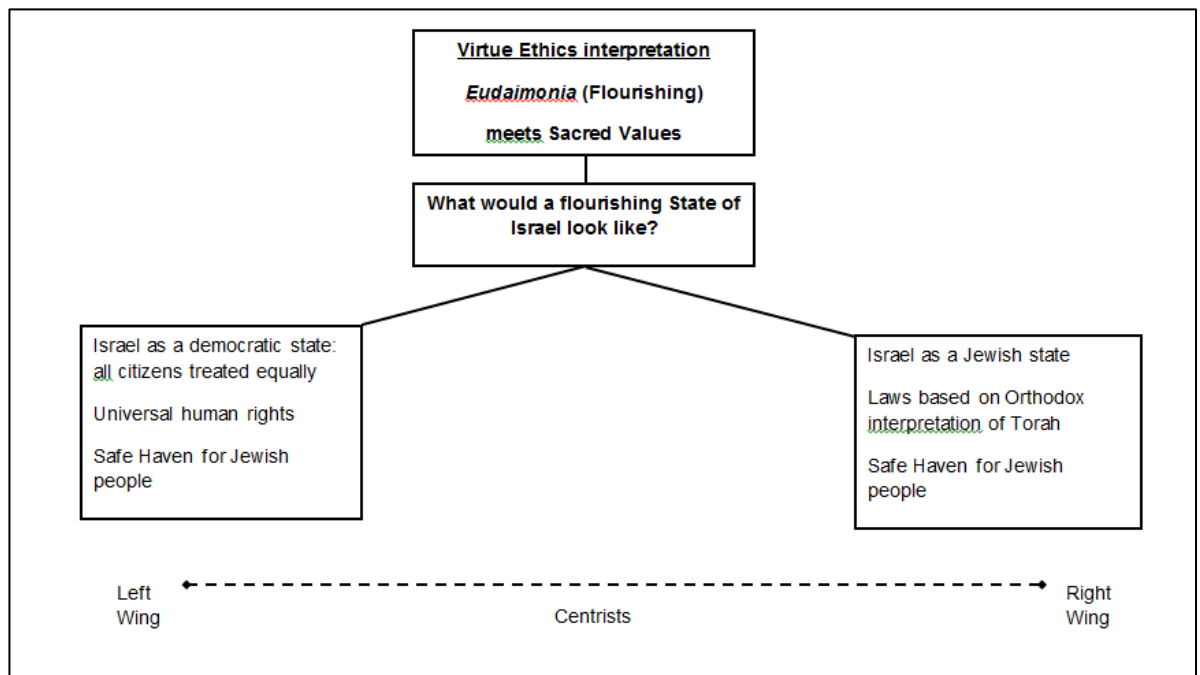 Virtue Ethics interpretation
Eudaimonia (Flourishing)
meets Sacred Values
What would a flourishing State of
Israel look like?
Israel as a democratic state:
all citizens treated equally
Universal human rights
Safe Haven for Jewish
people
Israel as a Jewish state
Laws based on Orthodox
interpretation of Torah
Safe Haven for Jewish
people
Left
Wing
Centrists
Right
Wing